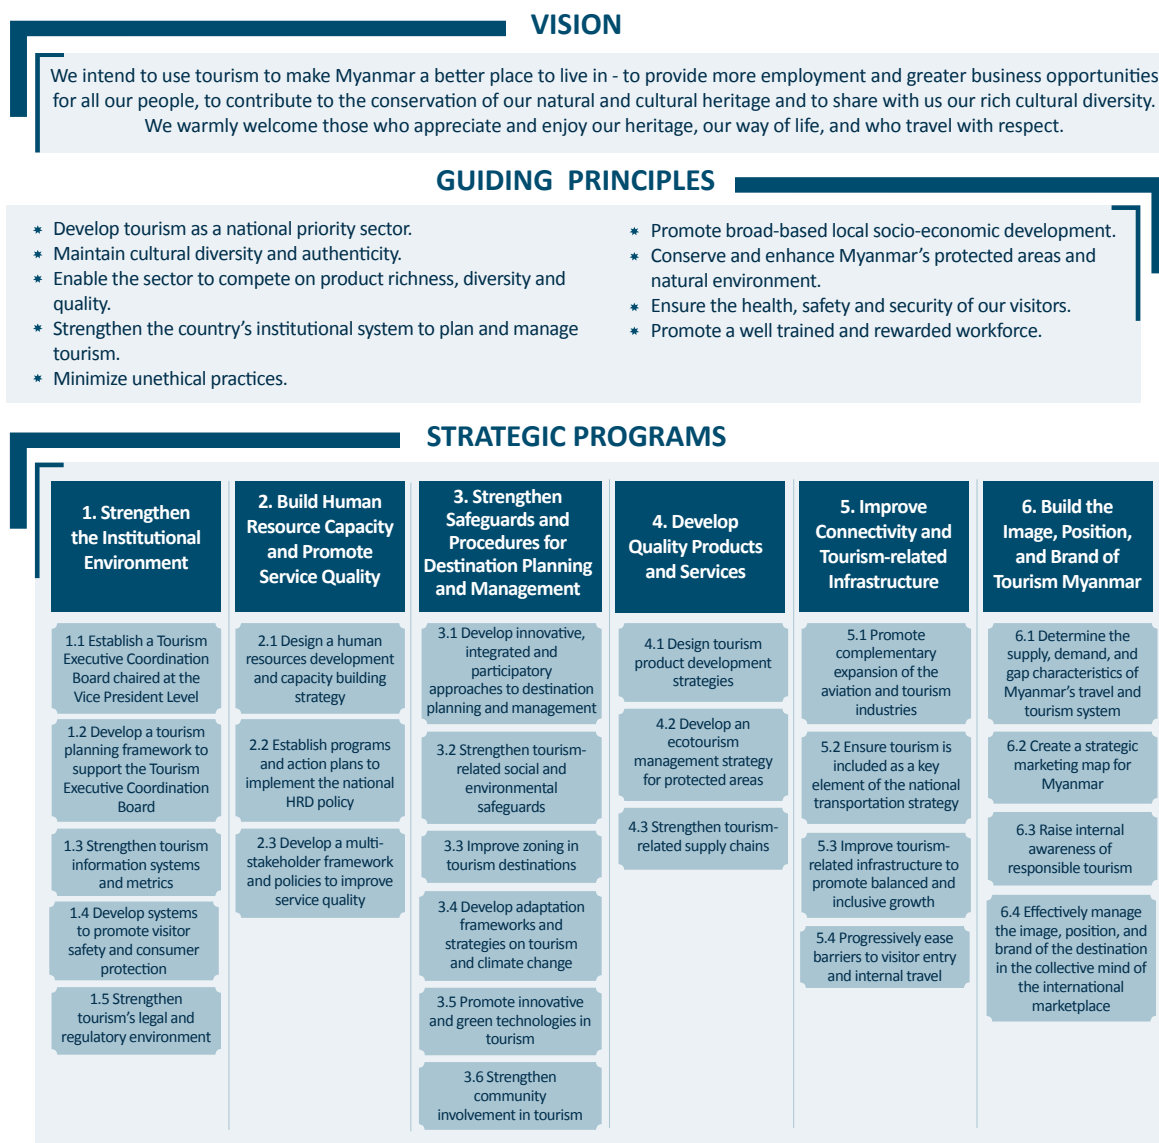 VISION
We intend to use tourism to make Myanmar a better place to live in - to provide more employment and greater business opportunities
for all our people, to contribute to the conservation of our natural and cultural heritage and to share with us our rich cultural diversity.
We warmly welcome those who appreciate and enjoy our heritage, our way of life, and who travel with respect.
GUIDING PRINCIPLES
* Develop tourism as a national priority sector.
* Maintain cultural diversity and authenticity.
* Enable the sector to compete on product richness, diversity and
quality.
* Strengthen the country's institutional system to plan and manage
tourism.
* Minimize unethical practices.
* Promote broad-based local socio-economic development.
* Conserve and enhance Myanmar's protected areas and
natural environment.
* Ensure the health, safety and security of our visitors.
* Promote a well trained and rewarded workforce.
STRATEGIC PROGRAMS
1. Strengthen
the Institutional
Environment
1.1 Establish a Tourism
Executive Coordination
Board chaired at the
Vice President Level
1.2 Develop a tourism
planning framework to
support the Tourism
Executive Coordination
Board
1.3 Strengthen tourism
information systems
and metrics
1.4 Develop systems
to promote visitor
safety and consumer
protection
1.5 Strengthen
tourism's legal and
regulatory environment
2. Build Human
Resource Capacity
and Promote
Service Quality
2.1 Design a human
resources development
and capacity building
strategy
2.2 Establish programs
and action plans to
implement the national
HRD policy
2.3 Develop a multi-
stakeholder framework
and policies to improve
service quality
3. Strengthen
Safeguards and
Procedures for
Destination Planning
and Management
3.1 Develop innovative,
integrated and
participatory
approaches to destination
planning and management
3.2 Strengthen tourism-
related social and
environmental
safeguards
3.3 Improve zoning in
tourism destinations
3.4 Develop adaptation
frameworks and
strategies on tourism
and climate change
3.5 Promote innovative
and green technologies in
tourism
3.6 Strengthen
community
involvement in tourism
4. Develop
Quality Products
and Services
4.1 Design tourism
product development
strategies
4.2 Develop an
ecotourism
management strategy
for protected areas
4.3 Strengthen tourism-
related supply chains
5. Improve
Connectivity and
Tourism-related
Infrastructure
5.1 Promote
complementary
expansion of the
aviation and tourism
industries
5.2 Ensure tourism is
included as a key
element of the national
transportation strategy
5.3 Improve tourism-
related infrastructure to
promote balanced and
inclusive growth
5.4 Progressively ease
barriers to visitor entry
and internal travel
6. Build the
Image, Position,
and Brand of
Tourism Myanmar
6.1 Determine the
supply, demand, and
gap characteristics of
Myanmar's travel and
tourism system
6.2 Create a strategic
marketing map for
Myanmar
6.3 Raise internal
awareness of
responsible tourism
6.4 Effectively manage
the image, position, and
brand of the destination
in the collective mind of
the international
marketplace